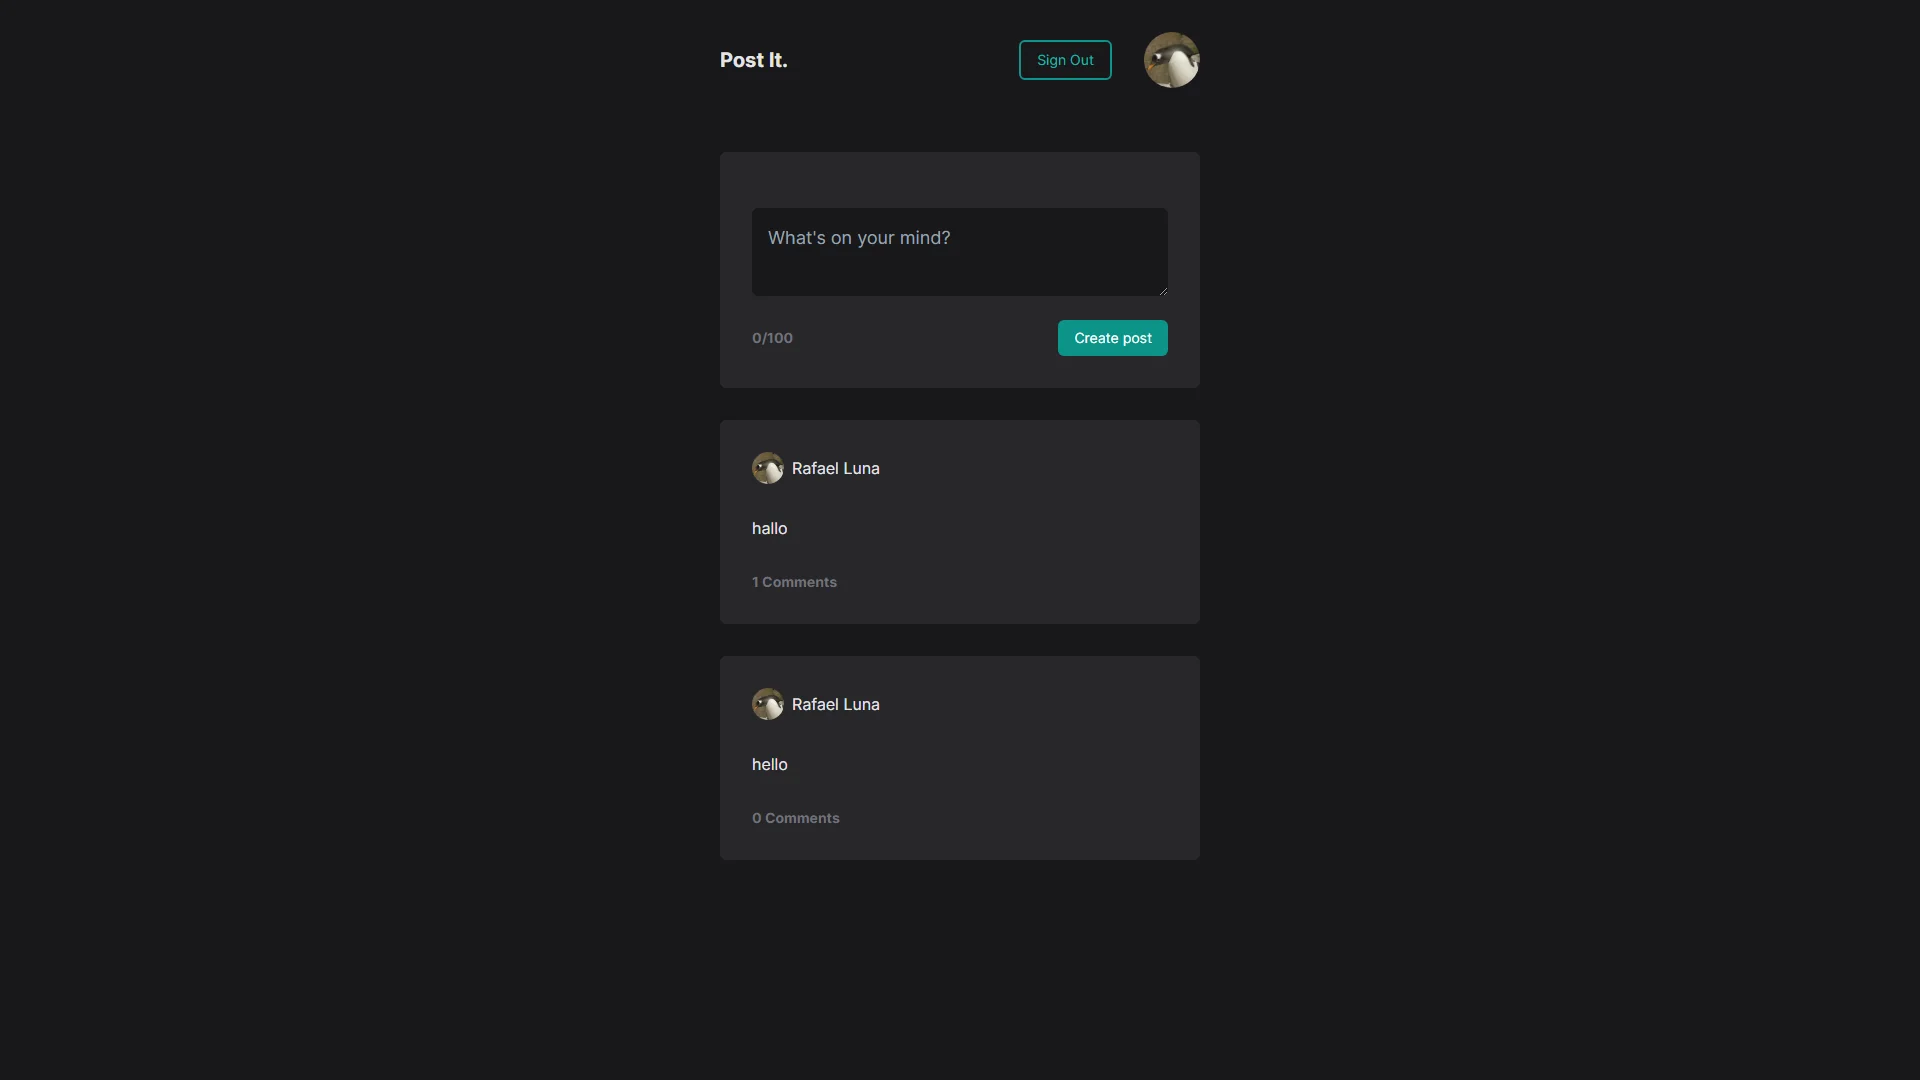 Post It.
Sign Out
What's on your mind?
0/100
Create post
Rafael Luna
hallo
1 Comments
Rafael Luna
hello
0 Comments